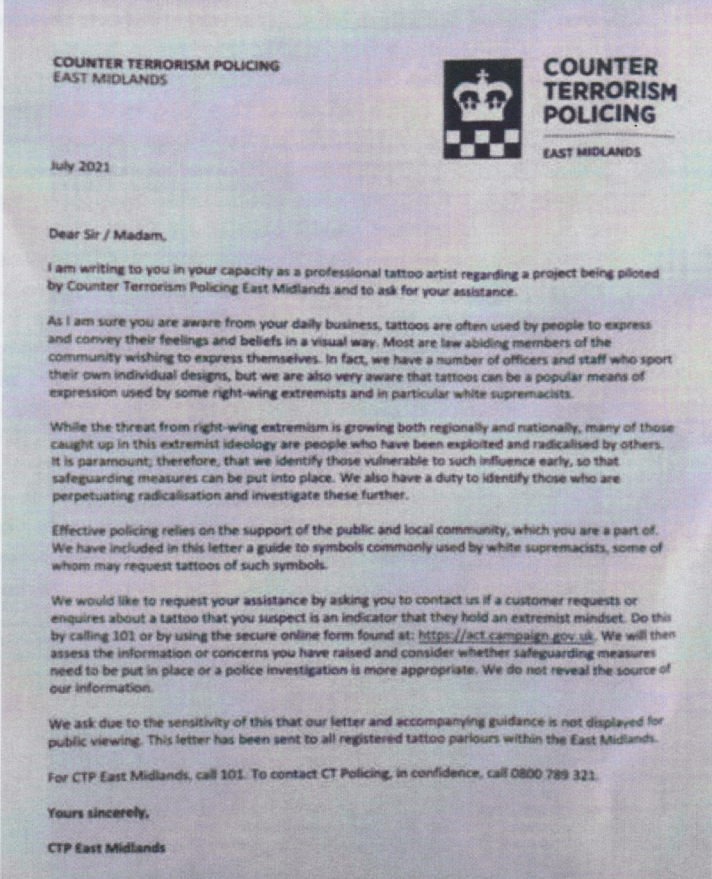 COUNTER TERRORISM POLICING
EAST MIDLANDS
COUNTER
TERRORISM
POLICING
EAST MIDLANDS
July 2021
Dear Sir / Madam,
I am writing to you in your capacity as a professional tattoo artist regarding a project being piloted
by Counter Terrorism Policing East Midlands and to ask for your assistance.
As I am sure you are aware from your daily business, tattoos are often used by people to express
and convey their feelings and beliefs in a visual way. Most are law abiding members of the
community wishing to express themselves. In fact, we have a number of officers and staff who sport
their own individual designs, but we are also very aware that tattoos can be a popular means of
expression used by some right-wing extremists and in particular white supremacists.
While the threat from right-wing extremism is growing both regionally and nationally, many of those
caught up in this extremist ideology are people who have been exploited and radicalised by others.
It is paramount, therefore, that we identify those vulnerable to such influence early, so that
safeguarding measures can be put into place. We also have a duty to identify those who are
perpetuating radicalisation and investigate these further.
Effective policing relies on the support of the public and local community, which you are a part of.
We have included in this letter a guide to symbols commonly used by white supremacists, some of
whom may request tattoos of such symbols.
We would like to request your assistance by asking you to contact us if a customer requests or
enquires about a tattoo that you suspect is an indicator that they hold an extremist mindset. Do this
by calling 101 or by using the secure online form found at: https://act.campaign.gov.uk. We will then
assess the information or concerns you have raised and consider whether safeguarding measures
need to be put in place or a police investigation is more appropriate. We do not reveal the source of
our information.
We ask due to the sensitivity of this that our letter and accompanying guidance is not displayed for
public viewing. This letter has been sent to all registered tattoo parlours within the East Midlands.
For CTP East Midlands, call 101. To contact CT Policing, in confidence, call 0800 789 321.
Yours sincerely,
CTP East Midlands